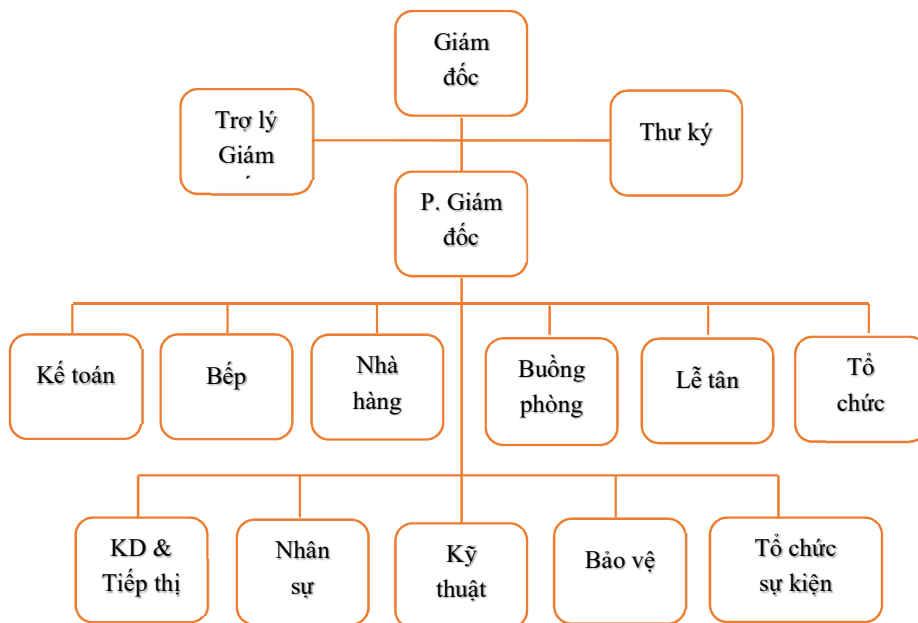 Giám
đốc
Trợ lý
Giám
Thư ký
P. Giám
đốc
Kế toán
Bếp
Nhà
hàng
Buồng
phòng
Lễ tân
Tổ
chức
KD &
Tiếp thị
Nhân
sự
Kỹ
thuật
Bảo vệ
Tổ chức
sự kiện